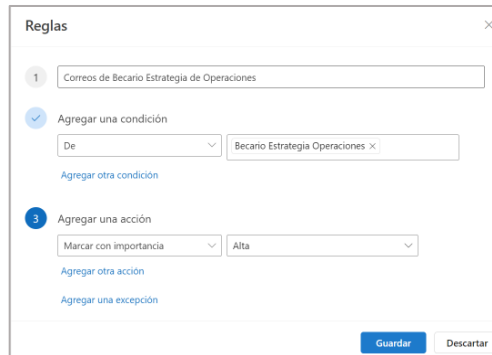 Reglas
1
Correos de Becario Estrategia de Operaciones
Agregar una condición
De
Becario Estrategia Operaciones
Agregar otra condición
3
Agregar una acción
Marcar con importancia
Alta
Agregar otra acción
Agregar una excepción
Guardar
Descartar